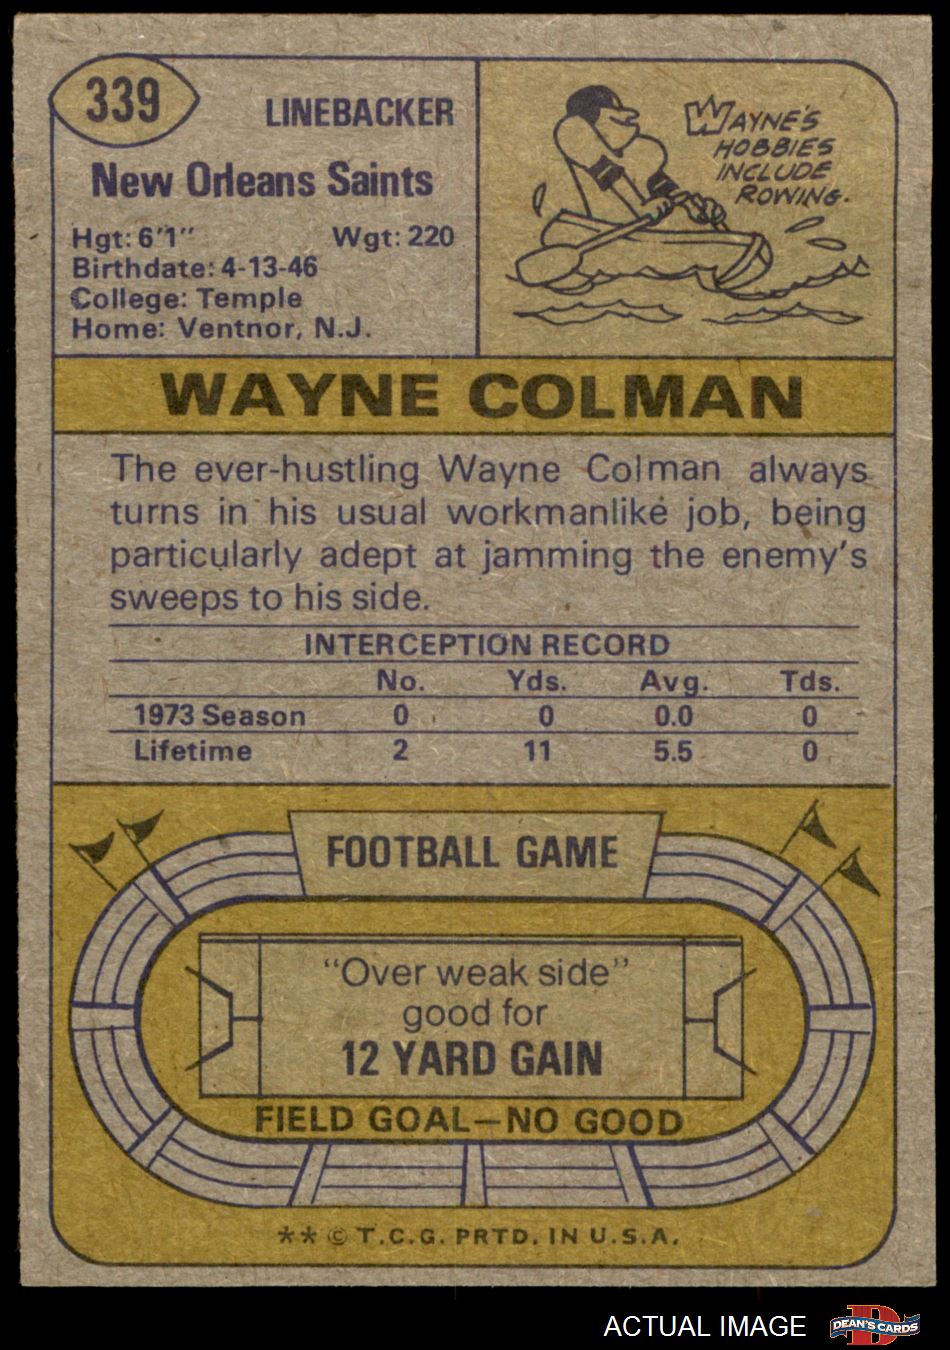 339
LINEBACKER
New Orleans Saints
Hgt: 6'1" Wgt: 220
Birthdate: 4-13-46
College: Temple
Home: Ventnor, N.J.
WAYNE'S
HOBBIES
INCLUDE
ROWING.
WAYNE COLMAN
The ever-hustling Wayne Colman always
turns in his usual workmanlike job, being
particularly adept at jamming the enemy's
sweeps to his side.
INTERCEPTION RECORD
No. Yds. Avg. Tds.
1973 Season 0 0 0.0 0
Lifetime 2 11 5.5 0
FOOTBALL GAME
"Over weak side"
good for
12 YARD GAIN
FIELD GOAL—NO GOOD
** © T.C.G. PRTD. IN U.S.A.
ACTUAL IMAGE
D
DEAN'S CARDS